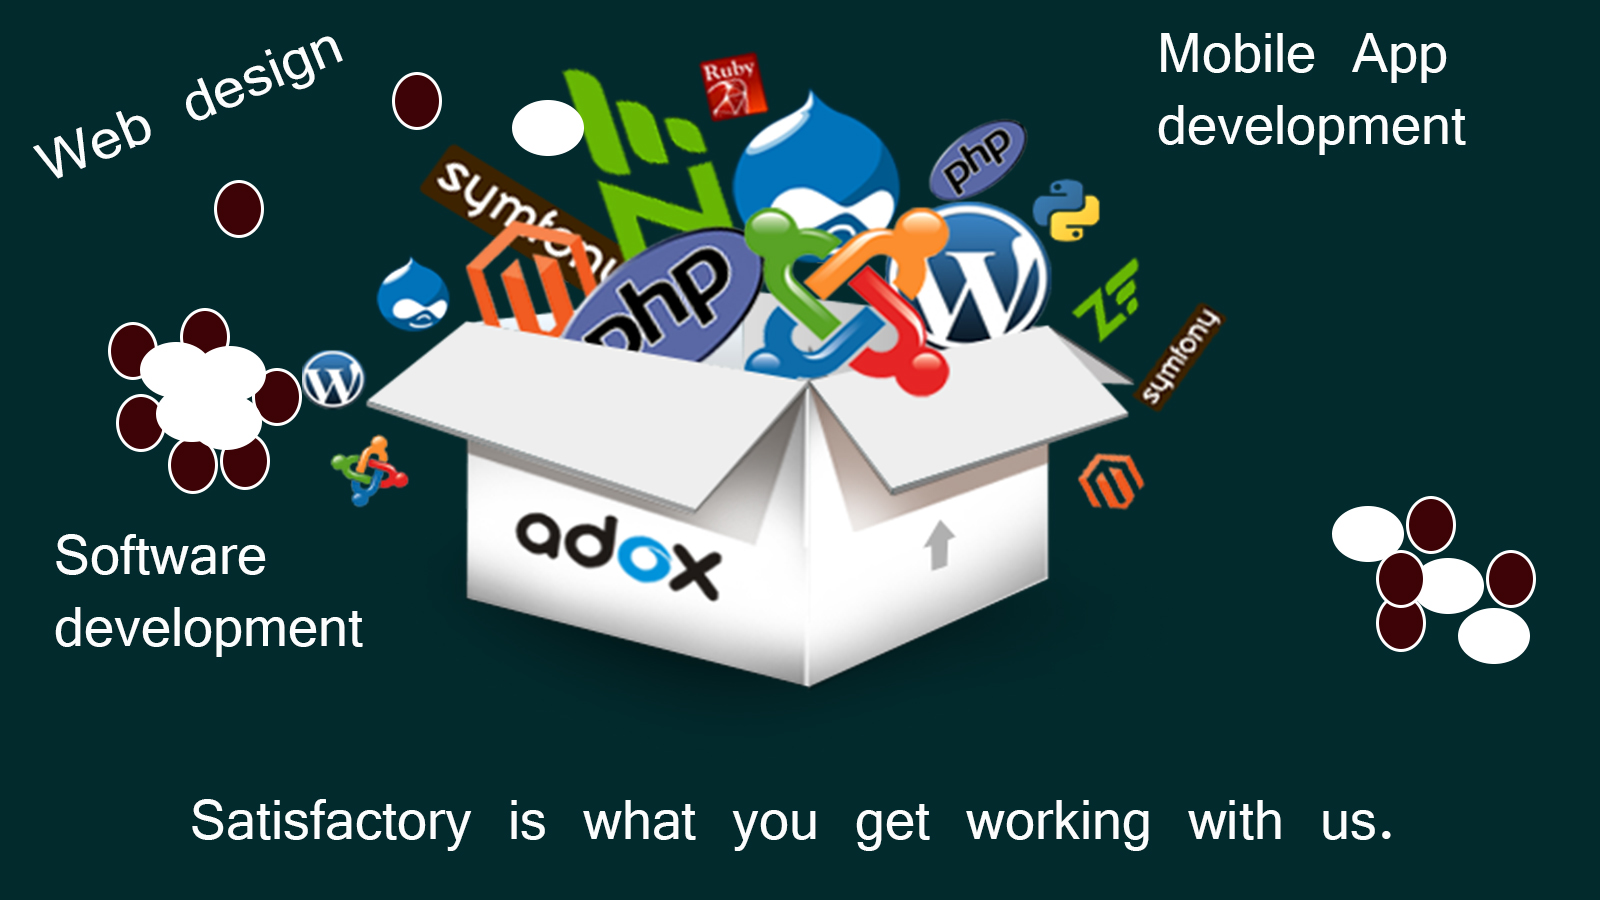 Web design
Mobile App
development
Ruby
php
symfony
php
symfony
Software
development
adox
Satisfactory is what you get working with us.